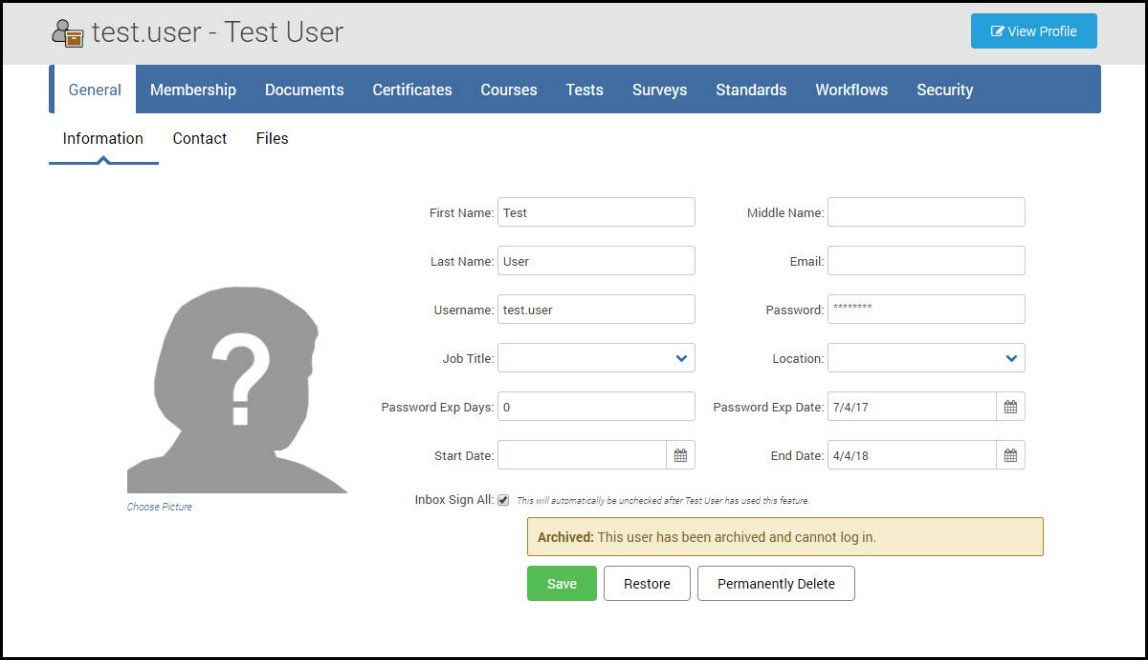 test.user - Test User
View Profile
General Membership Documents Certificates Courses Tests Surveys Standards Workflows Security
Information Contact Files
First Name: Test Middle Name:
Last Name: User Email:
Username: test.user Password: ********
Job Title: Location:
Password Exp Days: 0 Password Exp Date: 7/4/17
Start Date: End Date: 4/4/18
?
Choose Picture
Inbox Sign All: This will automatically be unchecked after Test User has used this feature.
Archived: This user has been archived and cannot log in.
Save Restore Permanently Delete